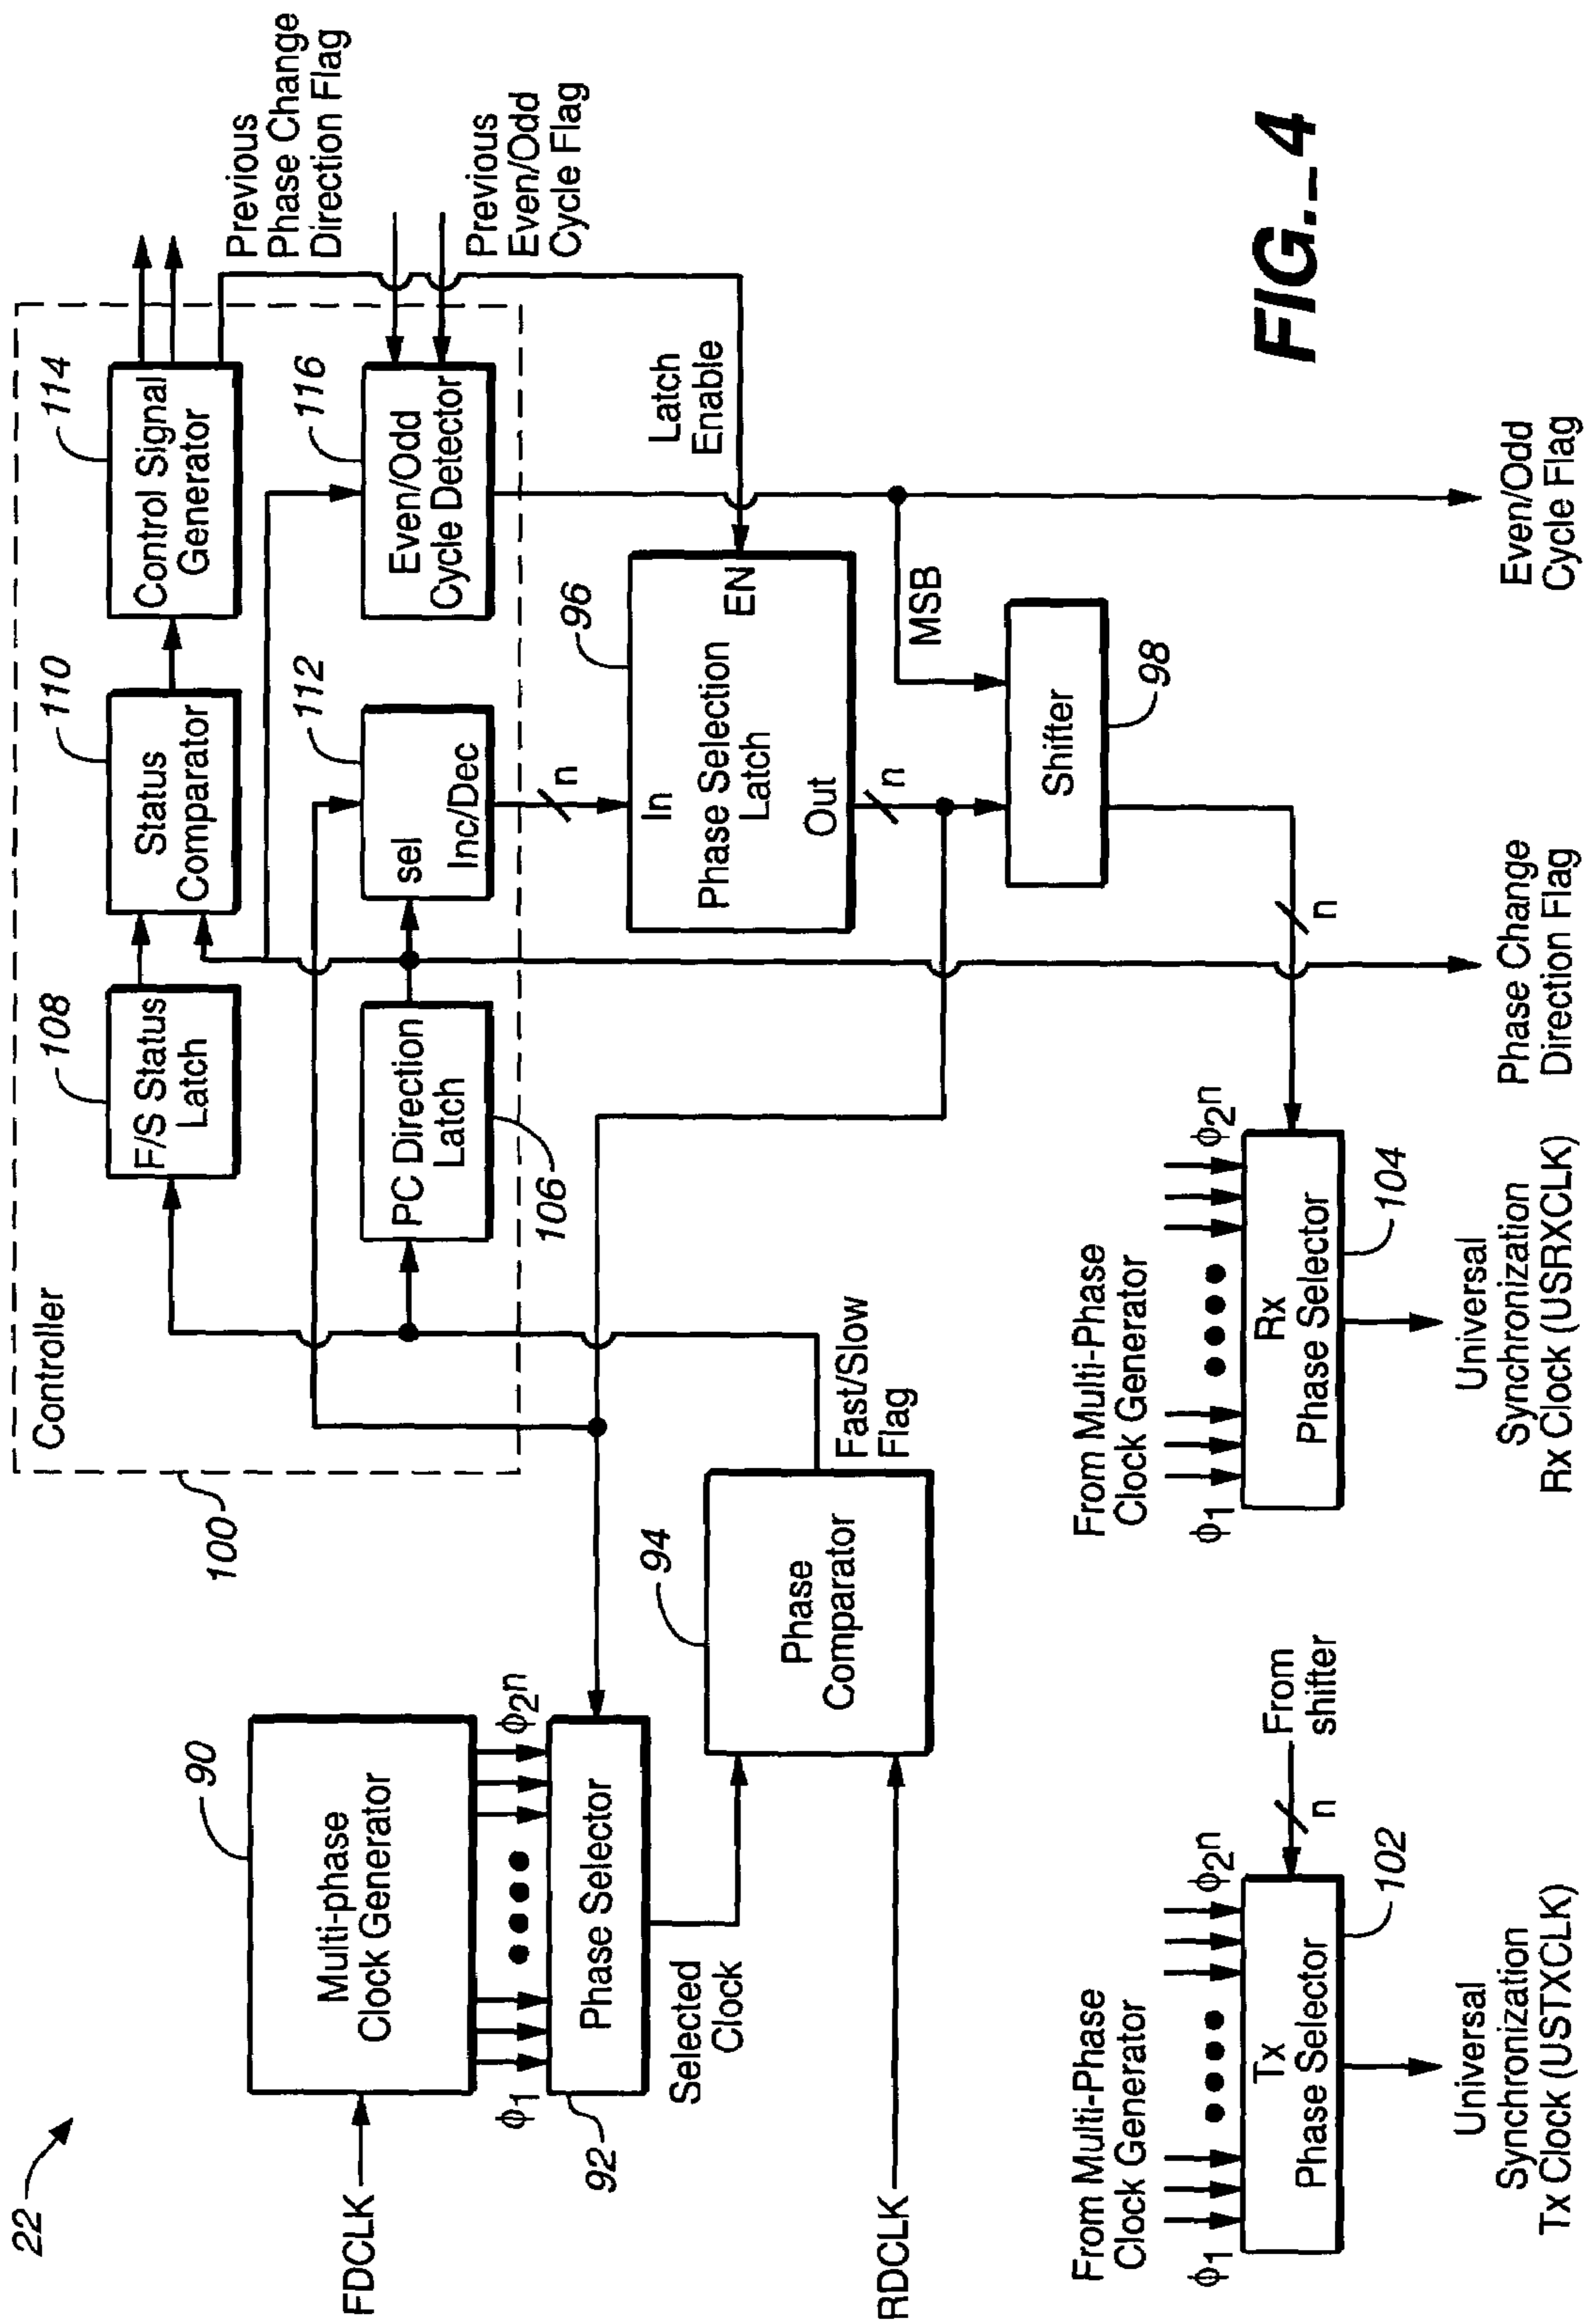 22
Controller
100
108
F/S Status
Latch
110
Status
Comparator
114
Control Signal
Generator
Previous
Phase Change
Direction Flag
PC Direction
Latch
106
112
sel
Inc/Dec
116
Even/Odd
Cycle Detector
Previous
Even/Odd
Cycle Flag
90
Multi-phase
Clock Generator
FDCLK
ϕ1
ϕ2n
Phase Selector
92
Selected
Clock
94
Phase
Comparator
Fast/Slow
Flag
RDCLK
n
96
In
Phase Selection
Latch
EN
Out
Latch
Enable
n
MSB
Shifter
98
n
From Multi-Phase
Clock Generator
ϕ1
ϕ2n
Tx
Phase Selector
102
From
shifter
n
Universal
Synchronization
Tx Clock (USTXCLK)
From Multi-Phase
Clock Generator
ϕ1
ϕ2n
Rx
Phase Selector
104
Universal
Synchronization
Rx Clock (USRXCLK)
Phase Change
Direction Flag
Even/Odd
Cycle Flag
FIG._4